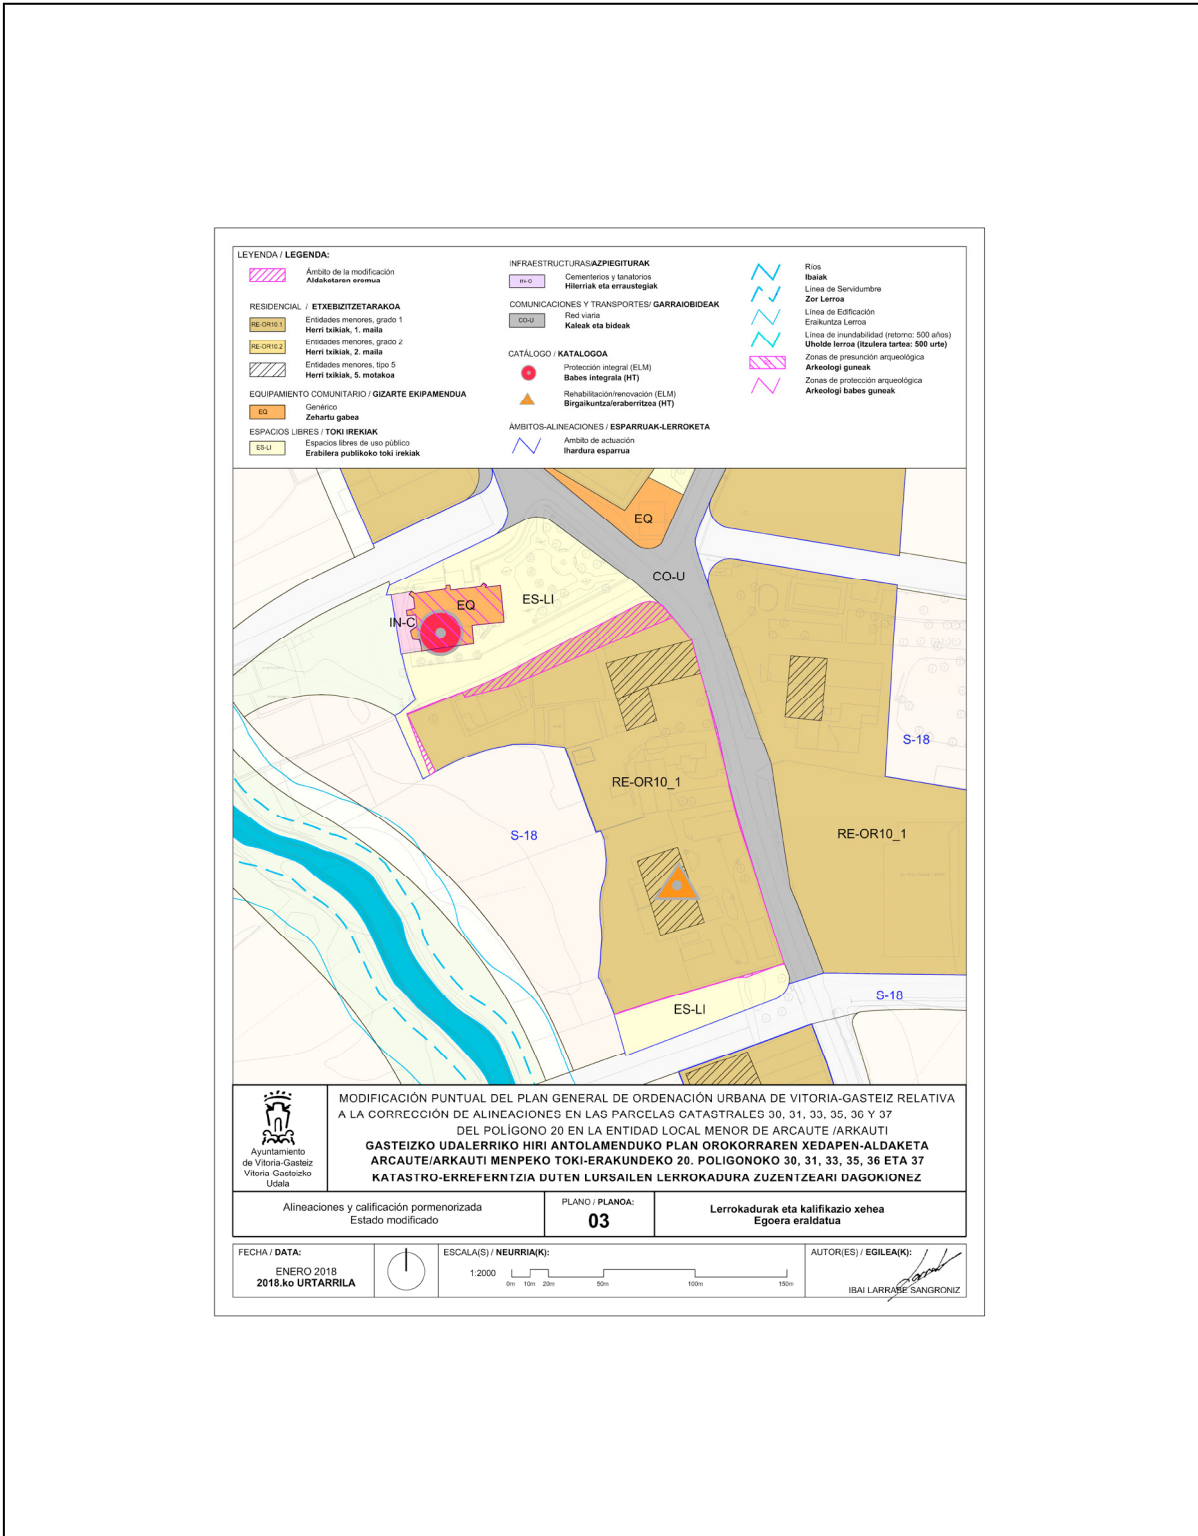 LEYENDA / LEGENDA:
Ámbito de la modificación
Aldaketaren eremua
RESIDENCIAL / ETXEBIZITZETARAKOA
RE-OR10.1
Entidades menores, grado 1
Herri txikiak, 1. maila
RE-OR10.2
Entidades menores, grado 2
Herri txikiak, 2. maila
Entidades menores, tipo 5
Herri txikiak, 5. motakoa
EQUIPAMIENTO COMUNITARIO / GIZARTE EKIPAMENDUA
EQ
Genérico
Zehartu gabea
ESPACIOS LIBRES / TOKI IREKIAK
ES-LI
Espacios libres de uso público
Erabilera publikoko toki irekiak
INFRAESTRUCTURAS/AZPIEGITURAK
IN-C
Cementerios y tanatorios
Hilerriak eta erraustegiak
COMUNICACIONES Y TRANSPORTES/ GARRAIOBIDEAK
CO-U
Red viaria
Kaleak eta bideak
CATÁLOGO / KATALOGOA
Protección integral (ELM)
Babes integrala (HT)
Rehabilitación/renovación (ELM)
Birgaikuntza/eraberritzea (HT)
ÁMBITOS-ALINEACIONES / ESPARRUAK-LERROKETA
Ambito de actuación
Ihardura esparrua
Ríos
Ibaiak
Línea de Servidumbre
Zor Lerroa
Línea de Edificación
Eraikuntza Lerroa
Línea de inundabilidad (retorno: 500 años)
Uholde lerroa (itzulera tartea: 500 urte)
Zonas de presunción arqueológica
Arkeologi guneak
Zonas de protección arqueológica
Arkeologi babes guneak
EQ
CO-U
ES-LI
EQ
IN-C
S-18
RE-OR10_1
S-18
RE-OR10_1
S-18
ES-LI
Ayuntamiento
de Vitoria-Gasteiz
Vitoria-Gasteizko
Udala
MODIFICACIÓN PUNTUAL DEL PLAN GENERAL DE ORDENACIÓN URBANA DE VITORIA-GASTEIZ RELATIVA
A LA CORRECCIÓN DE ALINEACIONES EN LAS PARCELAS CATASTRALES 30, 31, 33, 35, 36 Y 37
DEL POLÍGONO 20 EN LA ENTIDAD LOCAL MENOR DE ARCAUTE /ARKAUTI
GASTEIZKO UDALERRIKO HIRI ANTOLAMENDUKO PLAN OROKORRAREN XEDAPEN-ALDAKETA
ARCAUTE/ARKAUTI MENPEKO TOKI-ERAKUNDEKO 20. POLIGONOKO 30, 31, 33, 35, 36 ETA 37
KATASTRO-ERREFERNTZIA DUTEN LURSAILEN LERROKADURA ZUZENTZEARI DAGOKIONEZ
Alineaciones y calificación pormenorizada
Estado modificado
PLANO / PLANOA:
03
Lerrokadurak eta kalifikazio xehea
Egoera eraldatua
FECHA / DATA:
ENERO 2018
2018.ko URTARRILA
ESCALA(S) / NEURRIA(K):
1:2000
0m 10m 20m 50m 100m 150m
AUTOR(ES) / EGILEA(K):
IBAI LARRABE SANGRONIZ